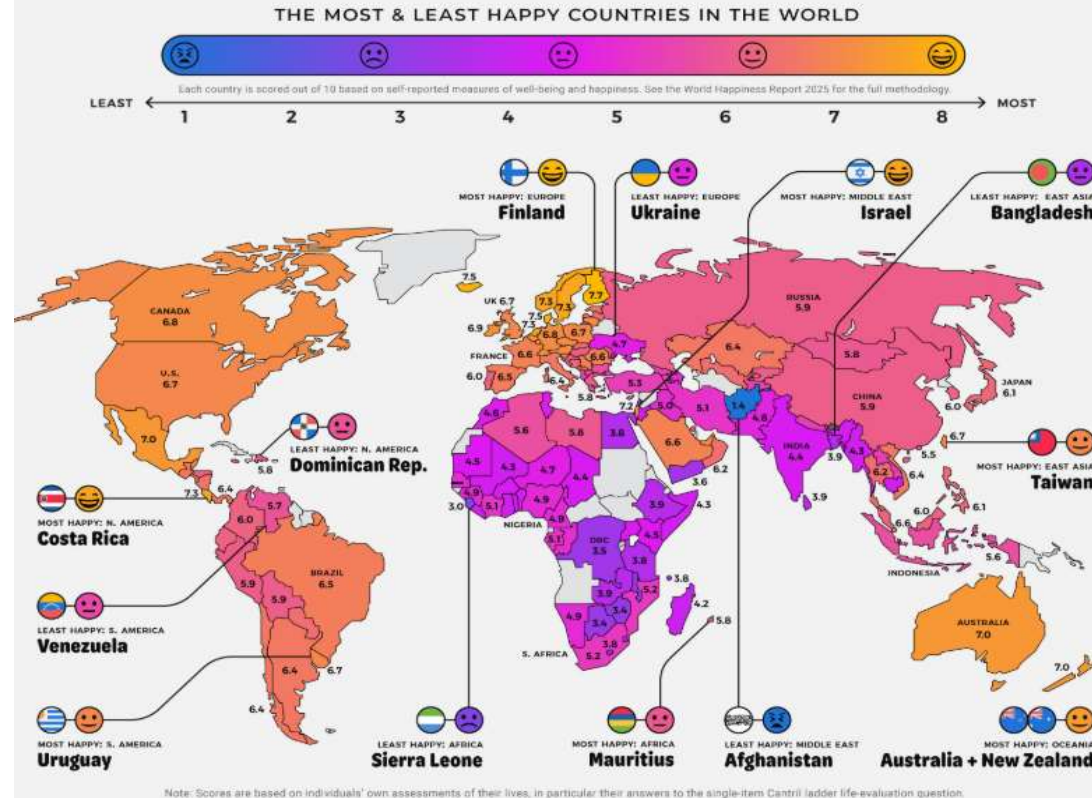 THE MOST & LEAST HAPPY COUNTRIES IN THE WORLD
Each country is scored out of 10 based on self-reported measures of well-being and happiness. See the World Happiness Report 2025 for the full methodology.
LEAST MOST
1 2 3 4 5 6 7 8
MOST HAPPY: EUROPE
Finland
LEAST HAPPY: EUROPE
Ukraine
MOST HAPPY: MIDDLE EAST
Israel
LEAST HAPPY: EAST ASIA
Bangladesh
CANADA
6.8
U.S.
6.7
7.0
LEAST HAPPY: N. AMERICA
Dominican Rep.
5.8
6.4
7.3
MOST HAPPY: N. AMERICA
Costa Rica
5.7
6.0
BRAZIL
6.5
5.9
5.9
LEAST HAPPY: S. AMERICA
Venezuela
6.4
6.7
6.4
MOST HAPPY: S. AMERICA
Uruguay
7.5
UK 6.7
6.9
7.5
7.3
7.3
7.3
7.7
6.8
6.7
FRANCE
6.6
6.6
4.7
6.0
6.5
6.4
5.8
5.3
7.2
RUSSIA
5.9
6.4
5.8
CHINA
5.9
JAPAN
6.1
6.0
5.0
5.1
1.4
4.8
INDIA
4.4
3.9
4.3
3.9
6.7
5.5
MOST HAPPY: EAST ASIA
Taiwan
6.2
6.4
6.0
6.1
6.6
5.6
INDONESIA
4.6
5.6
5.8
3.8
6.6
6.2
3.6
4.5
4.3
4.7
4.4
4.9
3.0
5.1
4.9
NIGERIA
4.9
5.1
3.9
4.3
4.5
DRC
3.5
3.8
3.9
5.2
3.8
4.2
5.8
4.9
3.4
3.4
3.8
S. AFRICA
5.2
AUSTRALIA
7.0
7.0
LEAST HAPPY: AFRICA
Sierra Leone
MOST HAPPY: AFRICA
Mauritius
LEAST HAPPY: MIDDLE EAST
Afghanistan
MOST HAPPY: OCEANIA
Australia + New Zealand
Note: Scores are based on individuals' own assessments of their lives, in particular their answers to the single-item Cantril ladder life-evaluation question.